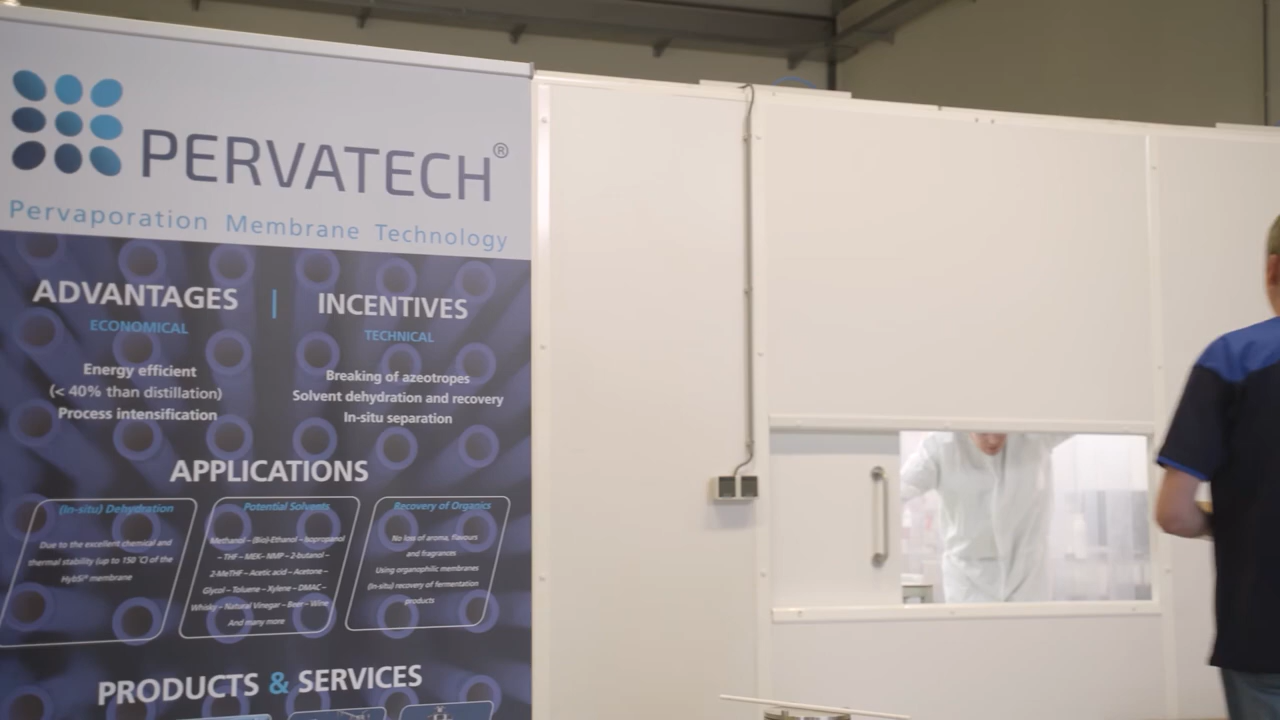 PERVATECH®
Pervaporation Membrane Technology
ADVANTAGES | INCENTIVES
ECONOMICAL
TECHNICAL
Energy efficient
(< 40% than distillation)
Process intensification
Breaking of azeotropes
Solvent dehydration and recovery
In-situ separation
APPLICATIONS
(In-situ) Dehydration
Due to the excellent chemical and
thermal stability (up to 150 °C) of the
HybSi® membrane
Potential Solvents
Methanol – (Bio)-Ethanol – Isopropanol
– THF – MEK– NMP – 2-butanol –
2-MeTHF – Acetic acid – Acetone –
Glycol – Toluene – Xylene – DMAC –
Whisky – Natural Vinegar – Beer – Wine
And many more
Recovery of Organics
No loss of aroma, flavours
and fragrances
Using organophilic membranes
(In-situ) recovery of fermentation
products
PRODUCTS & SERVICES